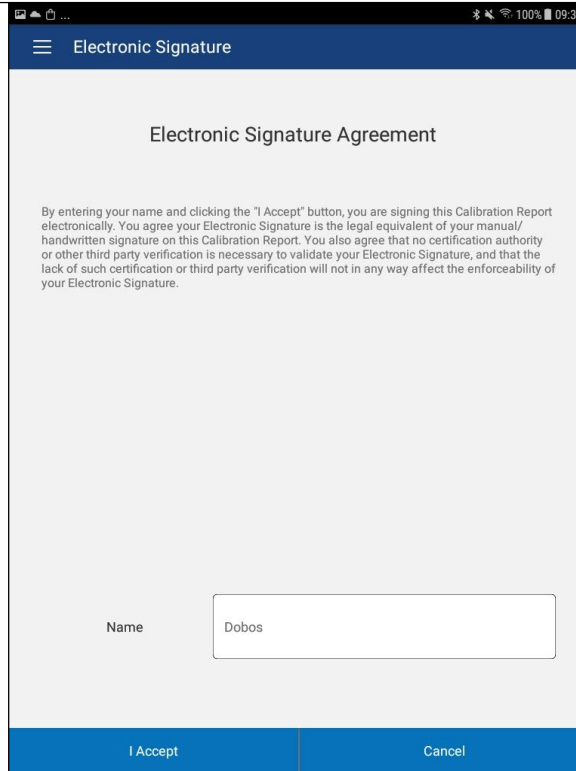 ... 100% 09:3
Electronic Signature
Electronic Signature Agreement
By entering your name and clicking the "I Accept" button, you are signing this Calibration Report
electronically. You agree your Electronic Signature is the legal equivalent of your manual/
handwritten signature on this Calibration Report. You also agree that no certification authority
or other third party verification is necessary to validate your Electronic Signature, and that the
lack of such certification or third party verification will not in any way affect the enforceability of
your Electronic Signature.
Name Dobos
I Accept Cancel